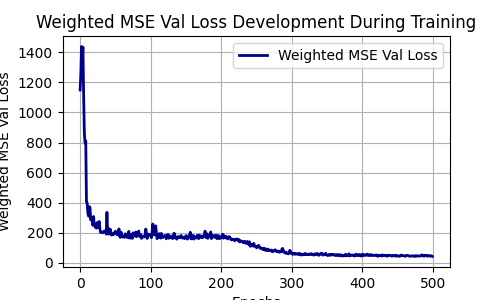 Weighted MSE Val Loss Development During Training
Weighted MSE Val Loss
Weighted MSE Val Loss
1400
1200
1000
800
600
400
200
0
0 100 200 300 400 500
Epochs